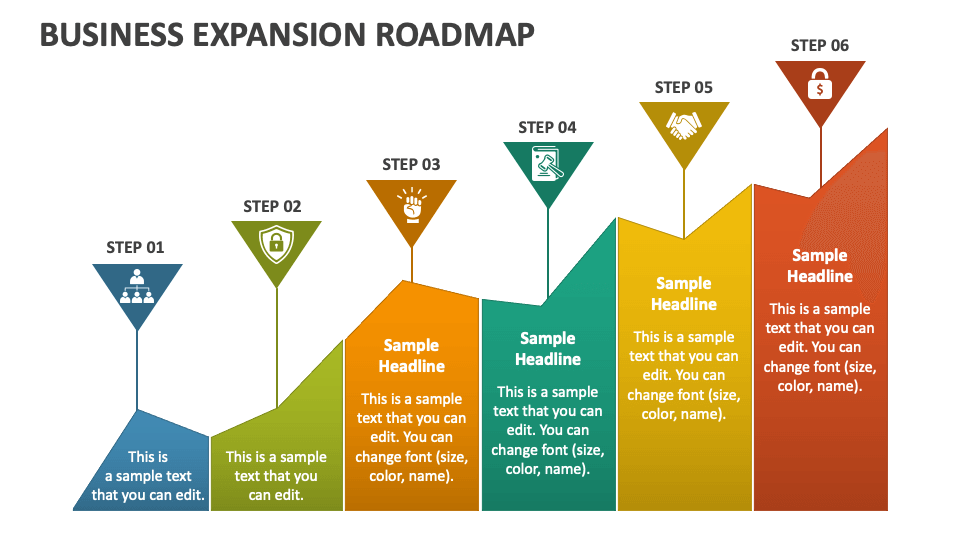 BUSINESS EXPANSION ROADMAP
STEP 01
This is
a sample text
that you can edit.
STEP 02
This is a sample
text that you
can edit.
STEP 03
Sample
Headline
This is a sample
text that you can
edit. You can
change font (size,
color, name).
STEP 04
Sample
Headline
This is a sample
text that you can
edit. You can
change font (size,
color, name).
STEP 05
Sample
Headline
This is a sample
text that you can
edit. You can
change font (size,
color, name).
STEP 06
$
Sample
Headline
This is a sample
text that you can
edit. You can
change font (size,
color, name).